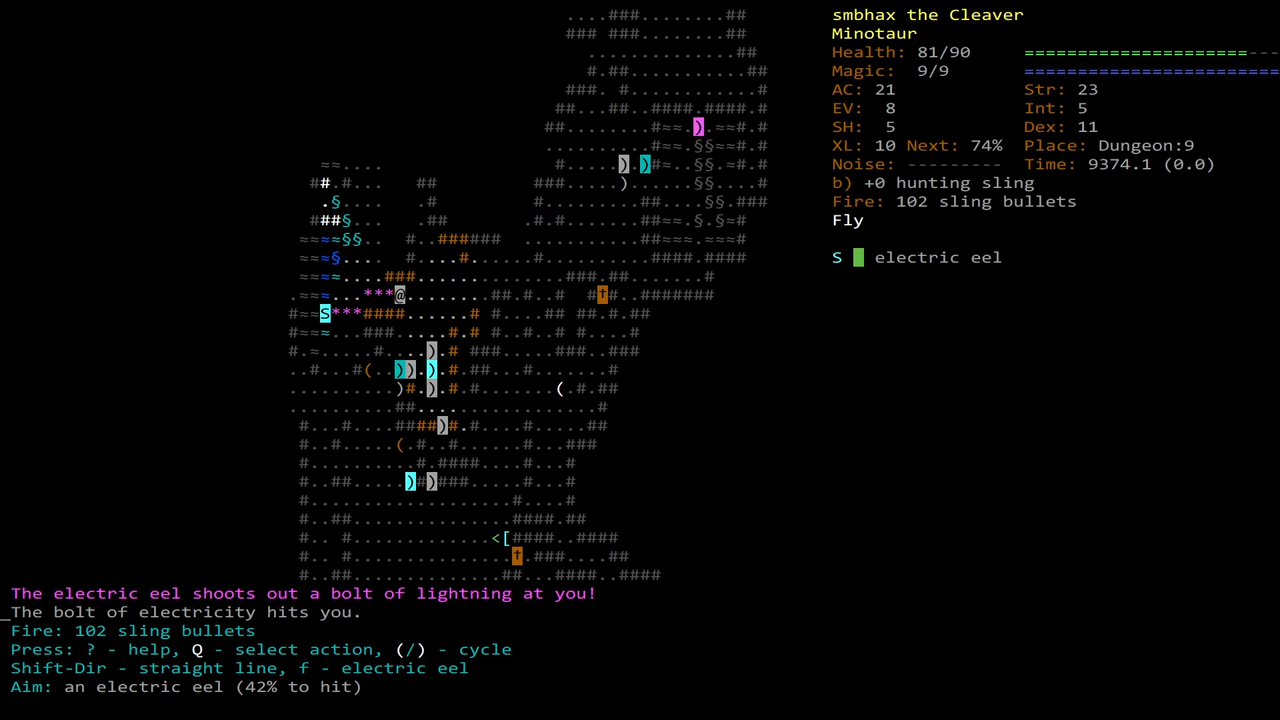 smbhax the Cleaver
Minotaur
Health: 81/90
Magic: 9/9
AC: 21 Str: 23
EV: 8 Int: 5
SH: 5 Dex: 11
XL: 10 Next: 74% Place: Dungeon:9
Noise: --------- Time: 9374.1 (0.0)
b) +0 hunting sling
Fire: 102 sling bullets
Fly
S electric eel
The electric eel shoots out a bolt of lightning at you!
_The bolt of electricity hits you.
Fire: 102 sling bullets
Press: ? - help, Q - select action, (/) - cycle
Shift-Dir - straight line, f - electric eel
Aim: an electric eel (42% to hit)